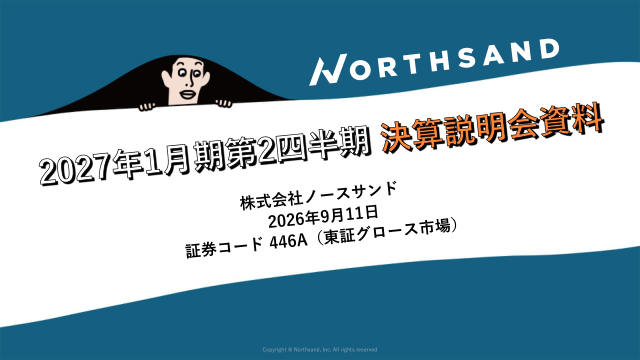 NORTHSAND
2027年1月期第2四半期 決算説明会資料
株式会社ノースサンド
2026年9月11日
証券コード 446A（東証グロース市場）
Copyright © Northsand, Inc. All rights reserved